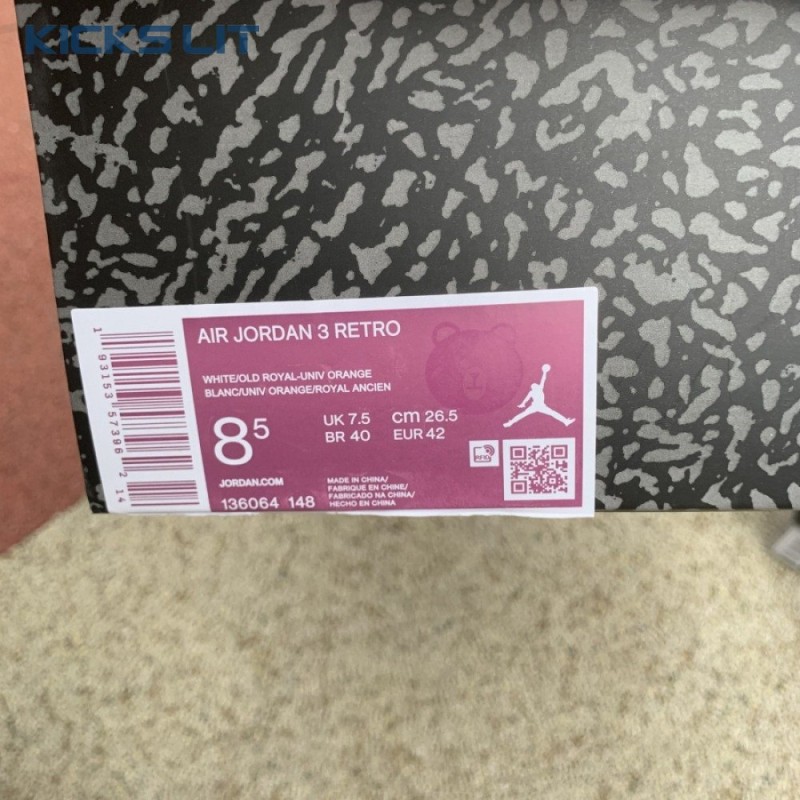 KICKS LIT
AIR JORDAN 3 RETRO
WHITE/OLD ROYAL-UNIV ORANGE
BLANC/UNIV ORANGE/ROYAL ANCIEN
8⁵
UK 7.5 cm 26.5
BR 40 EUR 42
JORDAN.COM
136064 148
MADE IN CHINA/
FABRIQUE EN CHINE/
FABRICADO NA CHINA/
HECHO EN CHINA
RFID
1 93153 57396 2 14